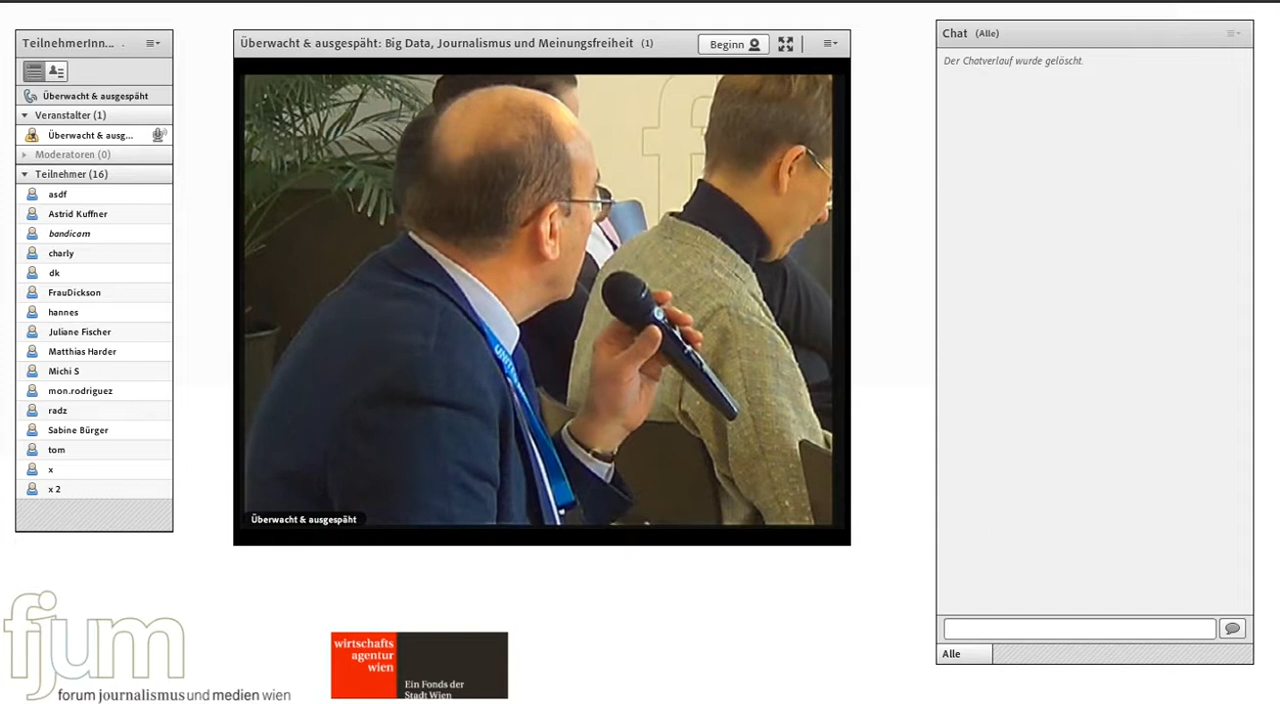 TeilnehmerInn...
Überwacht & ausgespäht
Veranstalter (1)
Überwacht & ausg...
Moderatoren (0)
Teilnehmer (16)
asdf
Astrid Kuffner
bandicam
charly
dk
FrauDickson
hannes
Juliane Fischer
Matthias Harder
Michi S
mon.rodriguez
radz
Sabine Bürger
tom
x
x 2
Überwacht & ausgespäht: Big Data, Journalismus und Meinungsfreiheit (1)
Beginn
Überwacht & ausgespäht
Chat (Alle)
Der Chatverlauf wurde gelöscht.
Alle
fjum
forum journalismus und medien wien
wirtschafts
agentur
wien
Ein Fonds der
Stadt Wien